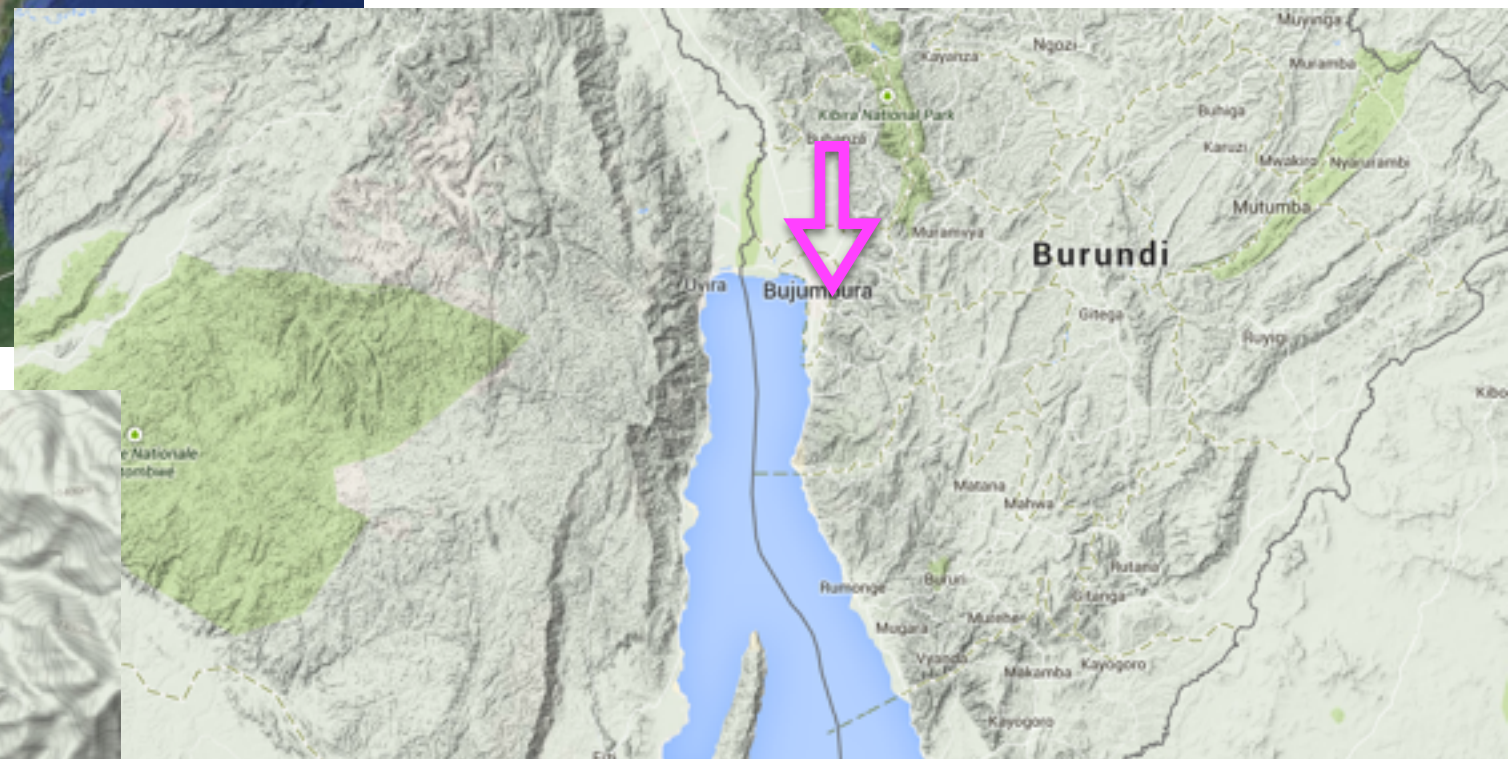 Muyinga
Ngozi
Kayanza
Muramba
Kibira National Park
Buhiga
Bubanza
Karuzi
Mwakiro
Nyarurambi
Mutumba
Muramvya
Burundi
Uvira
Bujumbura
Gitega
Ruyigi
Nationale
tombwe
Matana
Mahwa
Rutana
Bururi
Rumonge
Gitanga
Mugara
Vyanda
Makamba
Kayogoro
Kayogoro